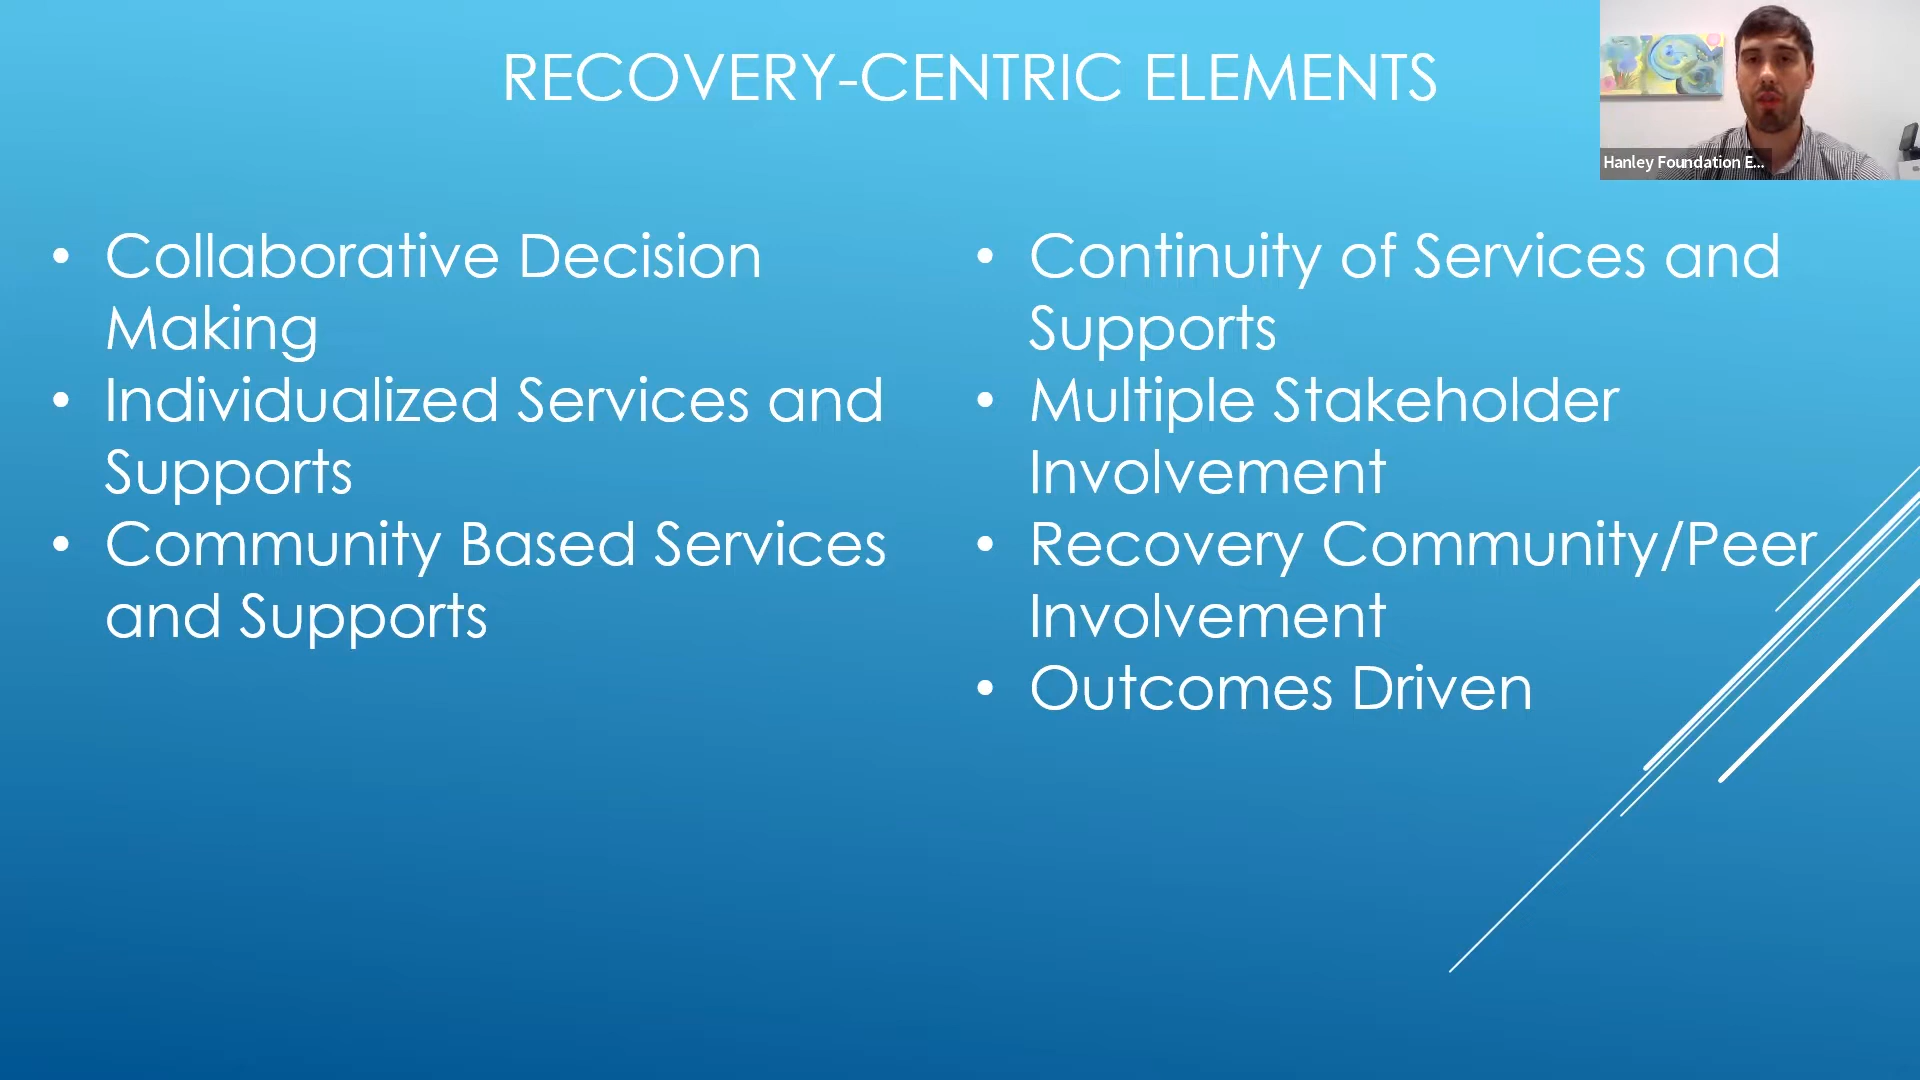 RECOVERY-CENTRIC ELEMENTS
Hanley Foundation E...
• Collaborative Decision
Making
• Individualized Services and
Supports
• Community Based Services
and Supports
• Continuity of Services and
Supports
• Multiple Stakeholder
Involvement
• Recovery Community/Peer
Involvement
• Outcomes Driven